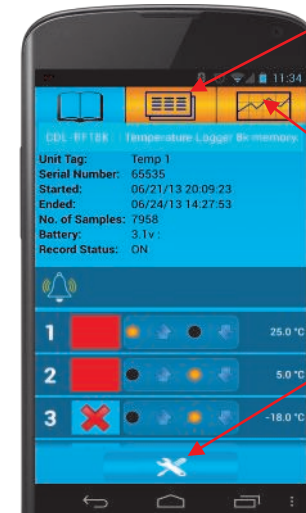 11:34
CDL-RF18K : Temperature Logger 8k memory.
Unit Tag: Temp 1
Serial Number: 65535
Started: 06/21/13 20:09:23
Ended: 06/24/13 14:27:53
No. of Samples: 7958
Battery: 3.1v :
Record Status: ON
1 25.0 °C
2 5.0 °C
3 -18.0 °C